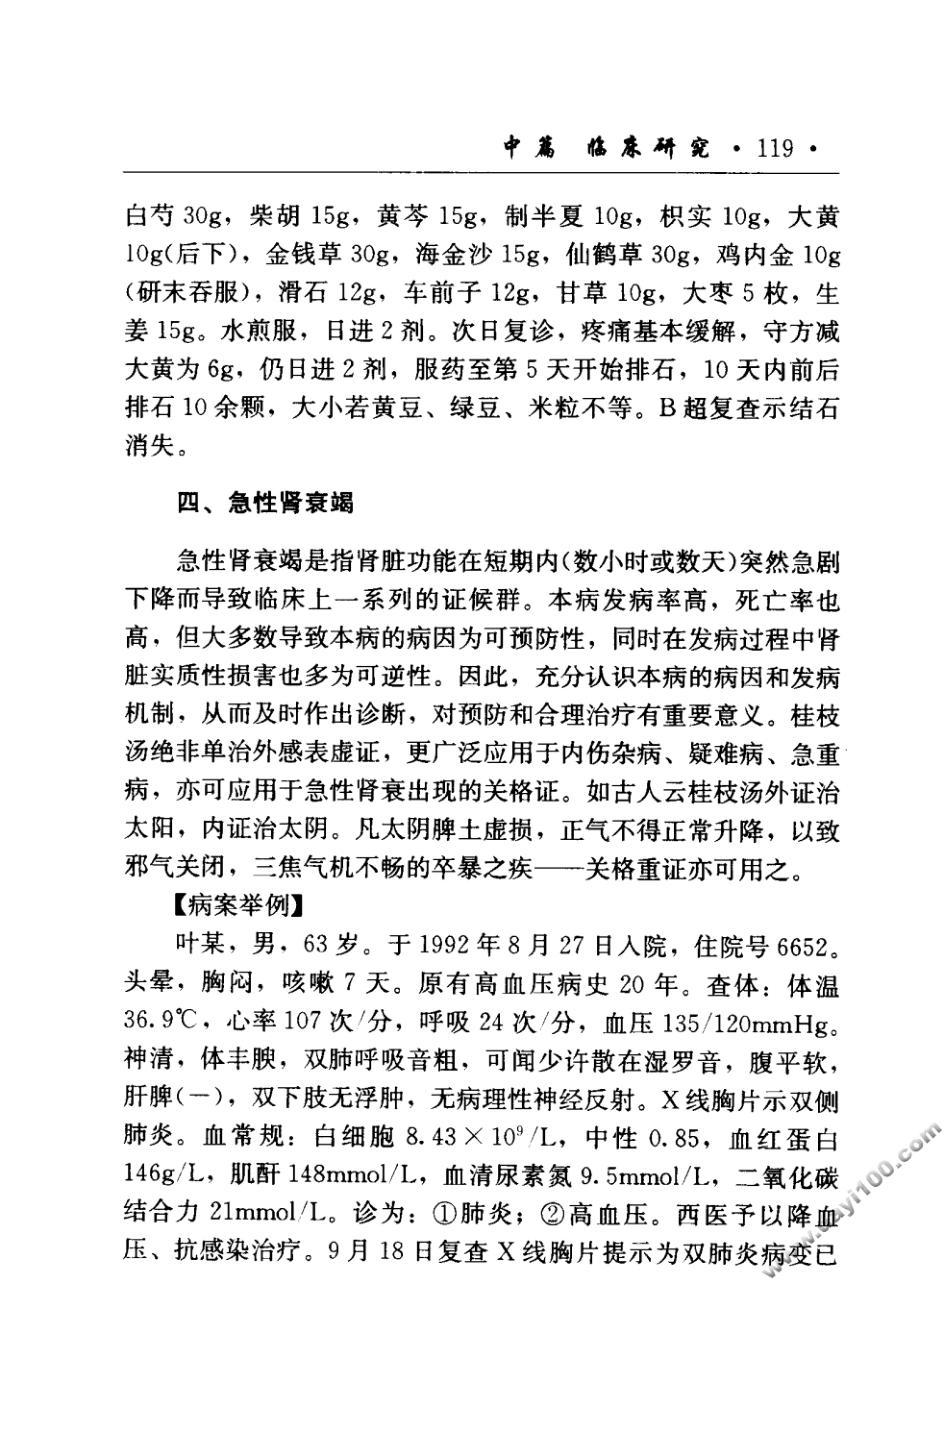 中篇 临床研究 · 119 ·
白芍 30g，柴胡 15g，黄芩 15g，制半夏 10g，枳实 10g，大黄
10g(后下)，金钱草 30g，海金沙 15g，仙鹤草 30g，鸡内金 10g
(研末吞服)，滑石 12g，车前子 12g，甘草 10g，大枣 5 枚，生
姜 15g。水煎服，日进 2 剂。次日复诊，疼痛基本缓解，守方减
大黄为 6g，仍日进 2 剂，服药至第 5 天开始排石，10 天内前后
排石 10 余颗，大小若黄豆、绿豆、米粒不等。B 超复查示结石
消失。
四、急性肾衰竭
急性肾衰竭是指肾脏功能在短期内(数小时或数天)突然急剧
下降而导致临床上一系列的证候群。本病发病率高，死亡率也
高，但大多数导致本病的病因为可预防性，同时在发病过程中肾
脏实质性损害也多为可逆性。因此，充分认识本病的病因和发病
机制，从而及时作出诊断，对预防和合理治疗有重要意义。桂枝
汤绝非单治外感表虚证，更广泛应用于内伤杂病、疑难病、急重
病，亦可应用于急性肾衰出现的关格证。如古人云桂枝汤外证治
太阳，内证治太阴。凡太阴脾土虚损，正气不得正常升降，以致
邪气关闭，三焦气机不畅的卒暴之疾——关格重证亦可用之。
【病案举例】
叶某，男，63 岁。于 1992 年 8 月 27 日入院，住院号 6652。
头晕，胸闷，咳嗽 7 天。原有高血压病史 20 年。查体：体温
36.9℃，心率 107 次/分，呼吸 24 次/分，血压 135/120mmHg。
神清，体丰腴，双肺呼吸音粗，可闻少许散在湿罗音，腹平软，
肝脾(－)，双下肢无浮肿，无病理性神经反射。X 线胸片示双侧
肺炎。血常规：白细胞 8.43×10⁹/L，中性 0.85，血红蛋白
146g/L，肌酐 148mmol/L，血清尿素氮 9.5mmol/L，二氧化碳
结合力 21mmol/L。诊为：①肺炎；②高血压。西医予以降血
压、抗感染治疗。9 月 18 日复查 X 线胸片提示为双肺炎病变已